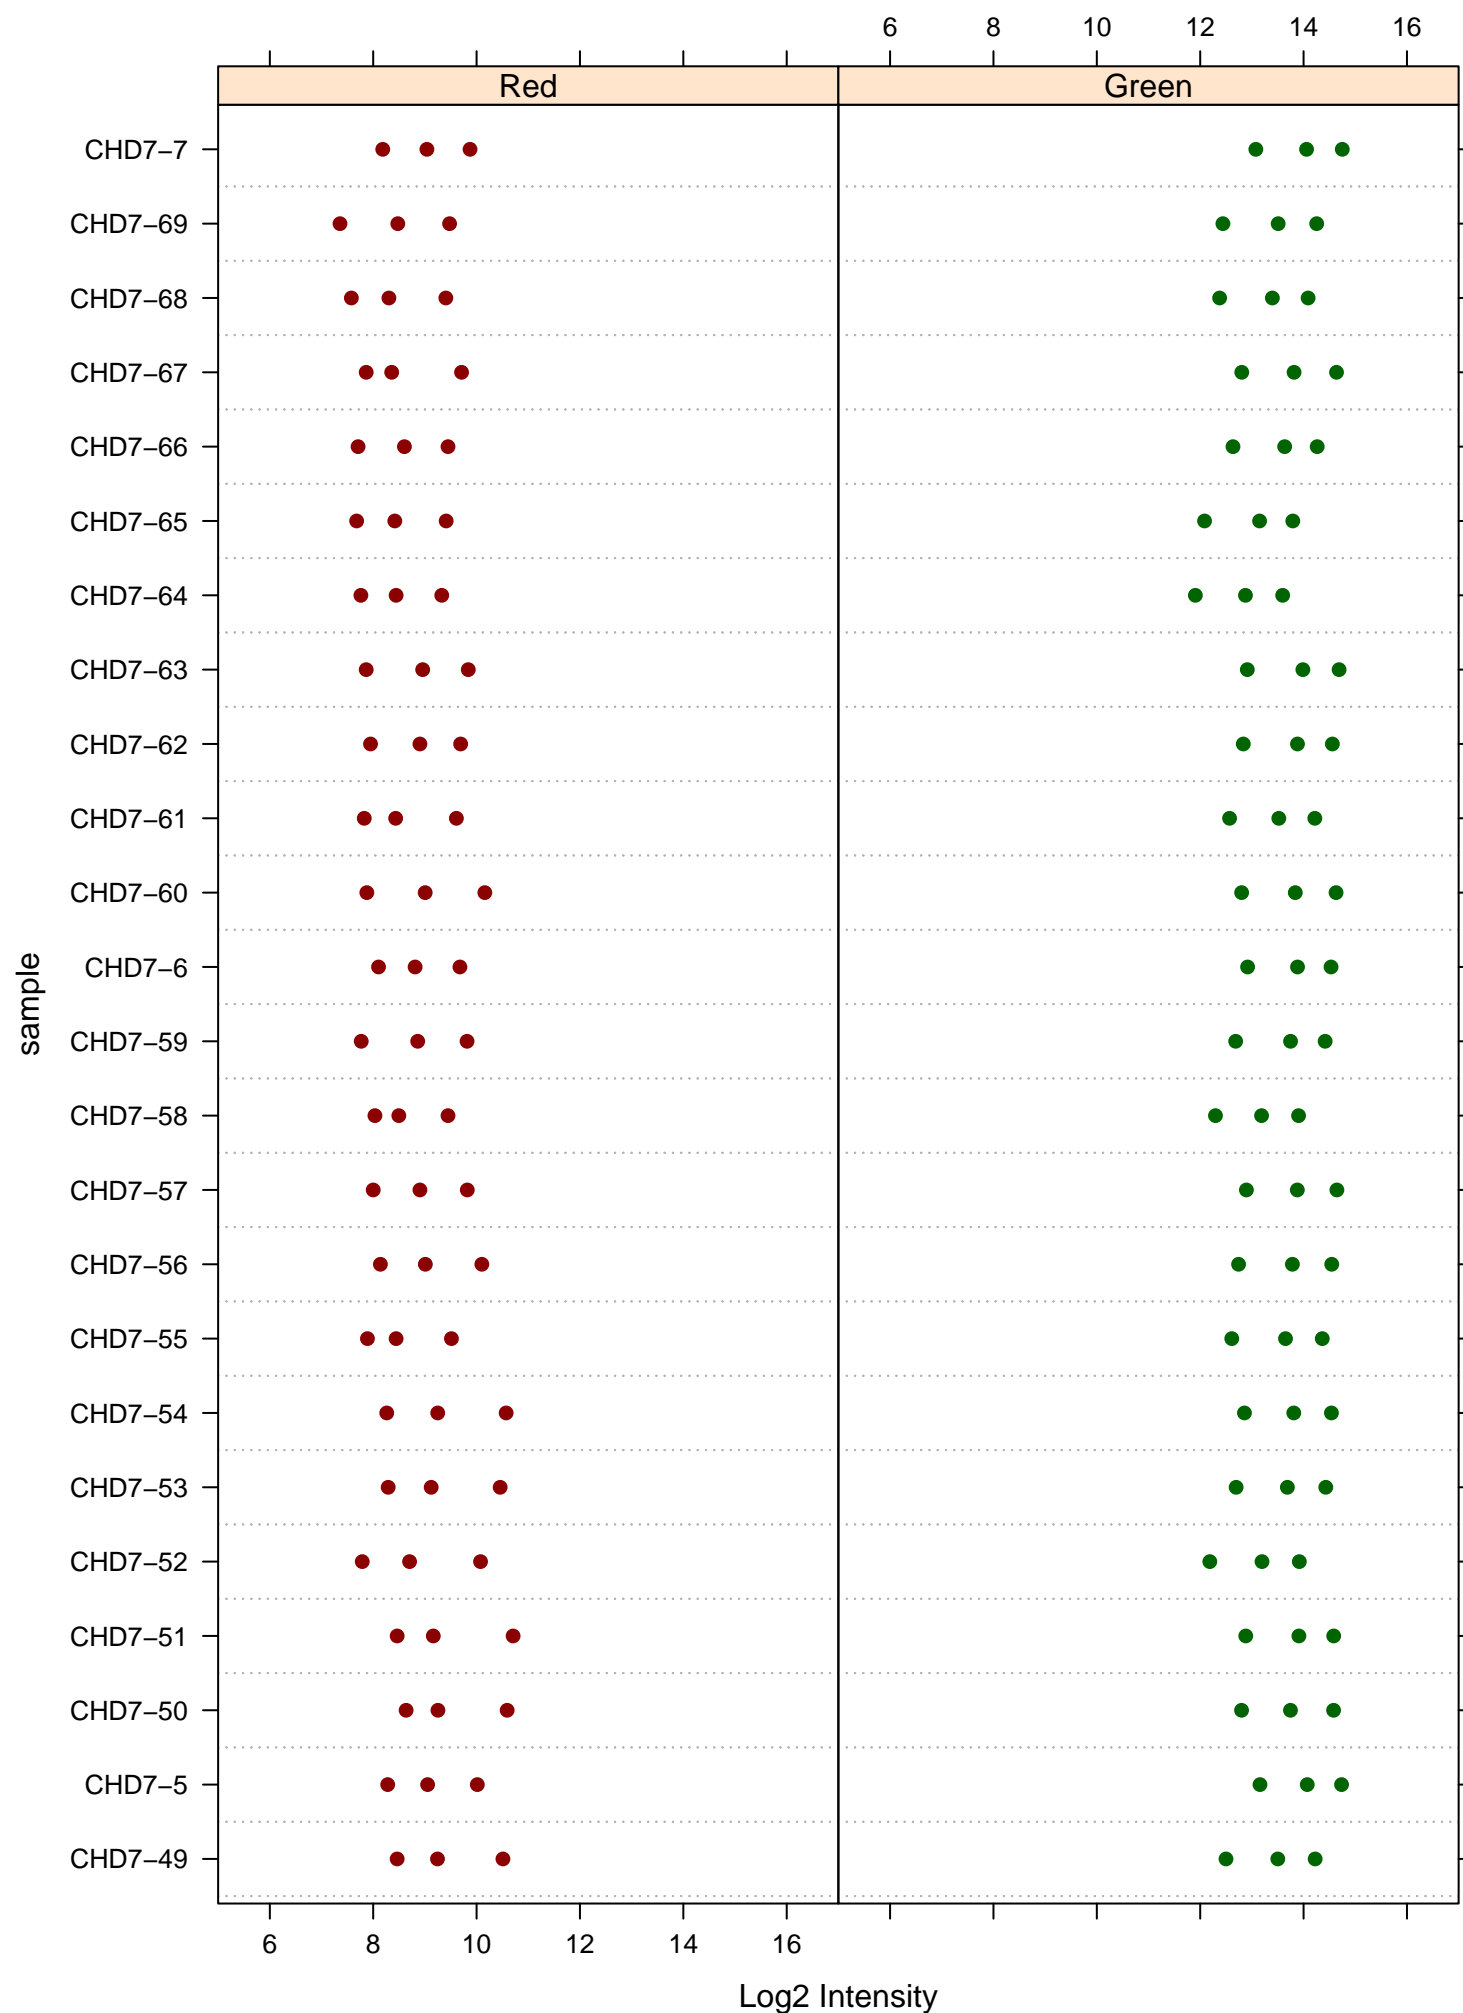 6 8 10 12 14 16
Red Green
CHD7−7
CHD7−69
CHD7−68
CHD7−67
CHD7−66
CHD7−65
CHD7−64
CHD7−63
CHD7−62
CHD7−61
CHD7−60
CHD7−6
CHD7−59
CHD7−58
CHD7−57
CHD7−56
CHD7−55
CHD7−54
CHD7−53
CHD7−52
CHD7−51
CHD7−50
CHD7−5
CHD7−49
sample
6 8 10 12 14 16
Log2 Intensity